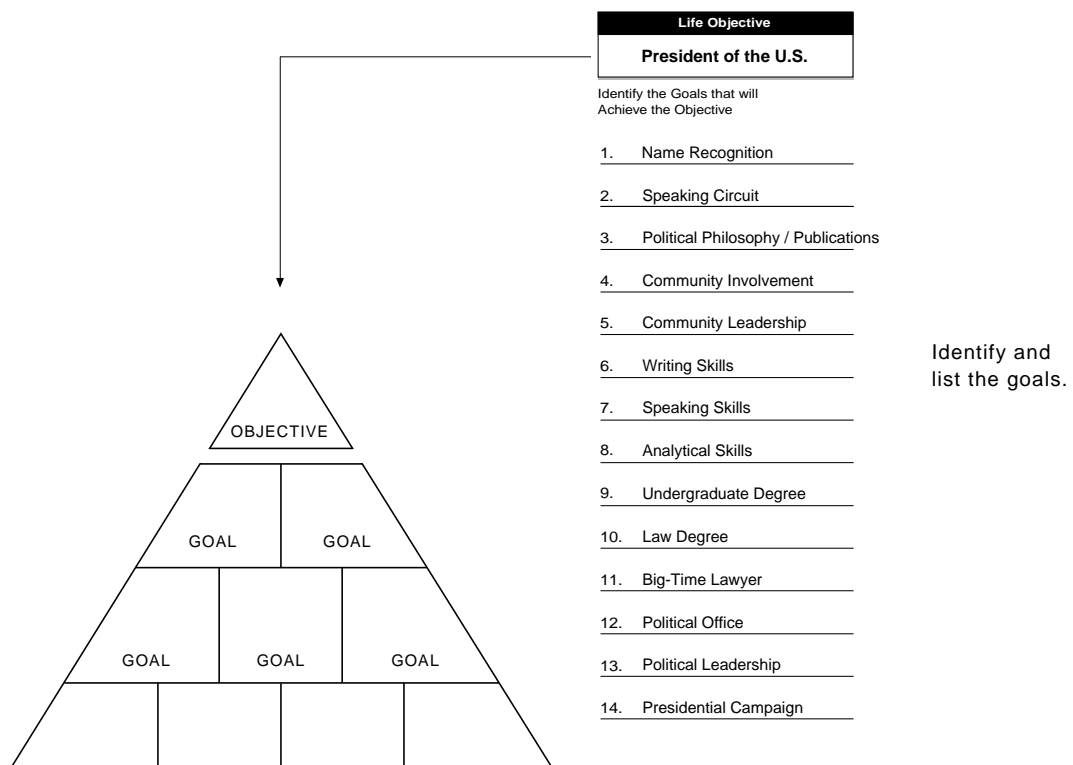 Life Objective
President of the U.S.
Identify the Goals that will
Achieve the Objective
1. Name Recognition
2. Speaking Circuit
3. Political Philosophy / Publications
4. Community Involvement
5. Community Leadership
6. Writing Skills
7. Speaking Skills
8. Analytical Skills
9. Undergraduate Degree
10. Law Degree
11. Big-Time Lawyer
12. Political Office
13. Political Leadership
14. Presidential Campaign
Identify and
list the goals.
OBJECTIVE
GOAL GOAL
GOAL GOAL GOAL